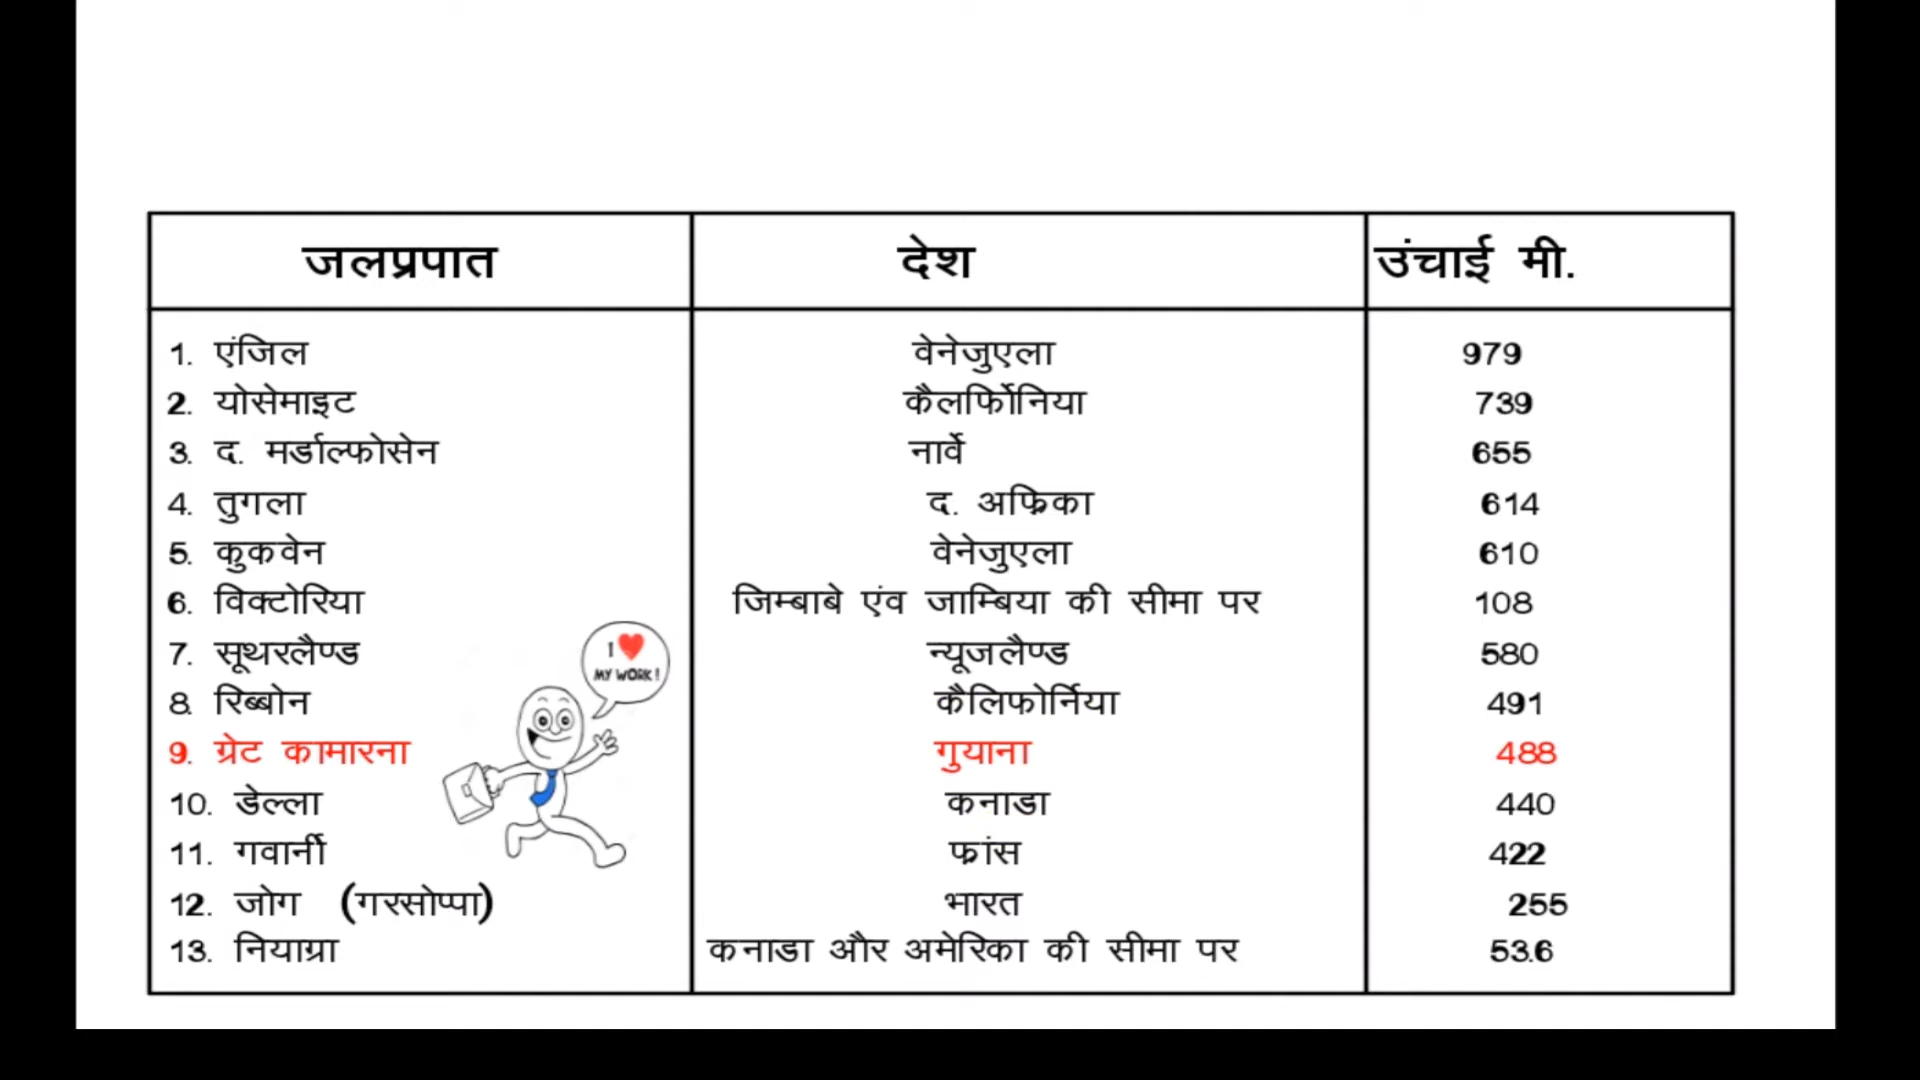 जलप्रपात देश उंचाई मी.
1. एंजिल वेनेजुएला 979
2. योसेमाइट कैलर्फोिनिया 739
3. द. मर्डाल्फोसेन नार्वे 655
4. तुगला द. अफ्रिका 614
5. कुकवेन वेनेजुएला 610
6. विक्टोरिया जिम्बाबे एंव जाम्बिया की सीमा पर 108
7. सूथरलैण्ड न्यूजलैण्ड 580
8. रिब्बोन कैलिफोर्निया 491
9. ग्रेट कामारना गुयाना 488
10. डेल्ला कनाडा 440
11. गवार्नी फ्रांस 422
12. जोग (गरसोप्पा) भारत 255
13. नियाग्रा कनाडा और अमेरिका की सीमा पर 53.6
I ❤
MY WORK!